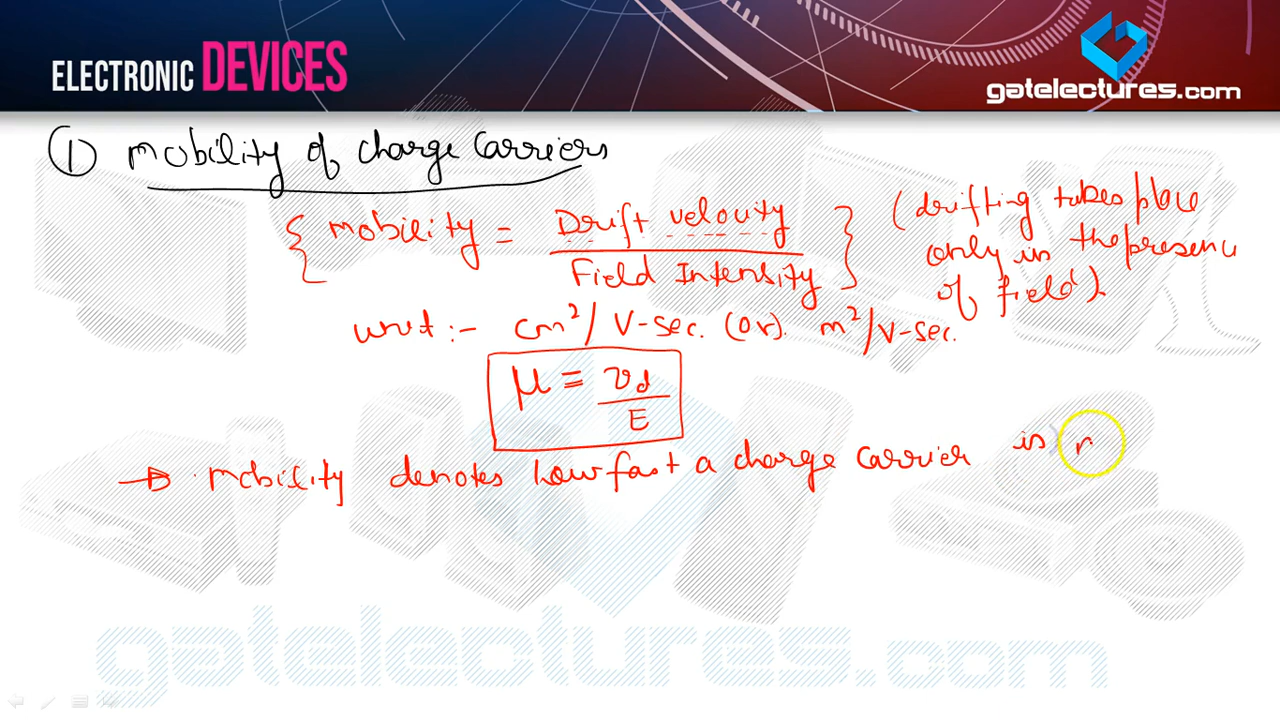 ELECTRONIC DEVICES
gatelectures.com
① mobility of charge carriers
{ mobility = Drift velocity / Field Intensity } (drifting takes place
only in the presence
of field).
unit :- cm²/V-sec. (or). m²/V-sec.
μ = v_d / E
→ mobility denotes how fast a charge carrier is
gatelectures.com